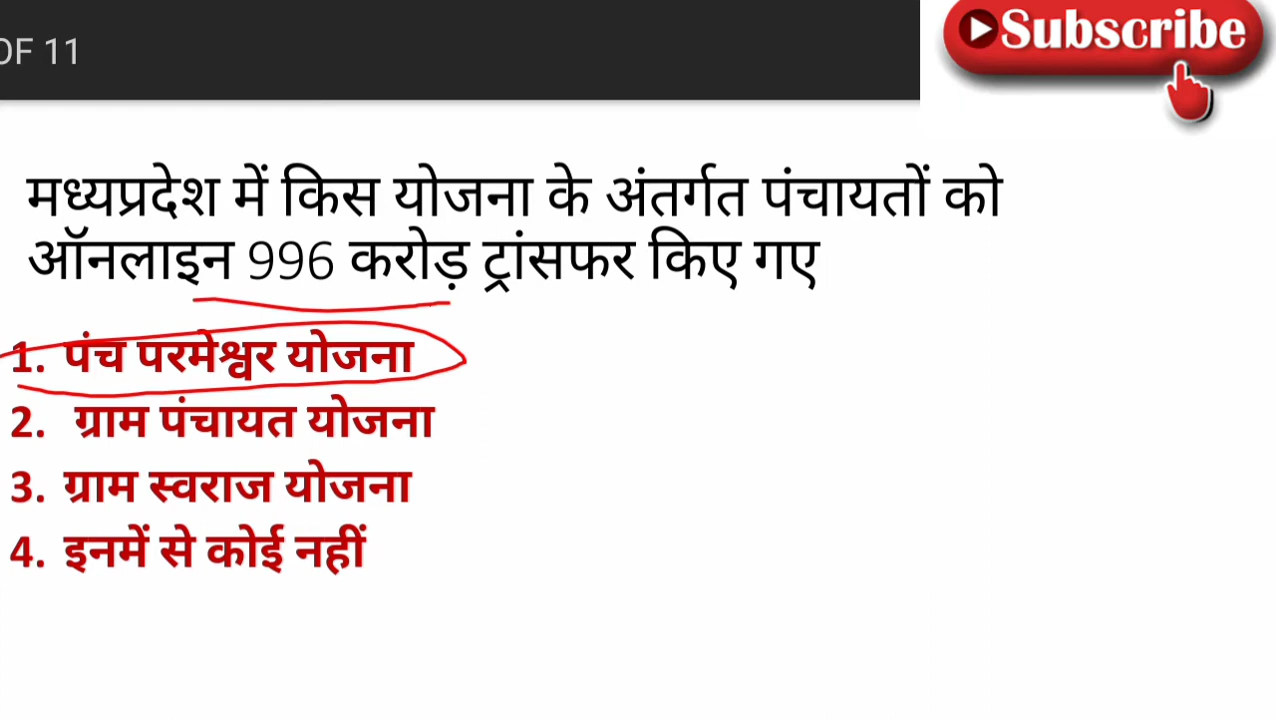 OF 11
Subscribe
मध्यप्रदेश में किस योजना के अंतर्गत पंचायतों को
ऑनलाइन 996 करोड़ ट्रांसफर किए गए
1. पंच परमेश्वर योजना
2. ग्राम पंचायत योजना
3. ग्राम स्वराज योजना
4. इनमें से कोई नहीं